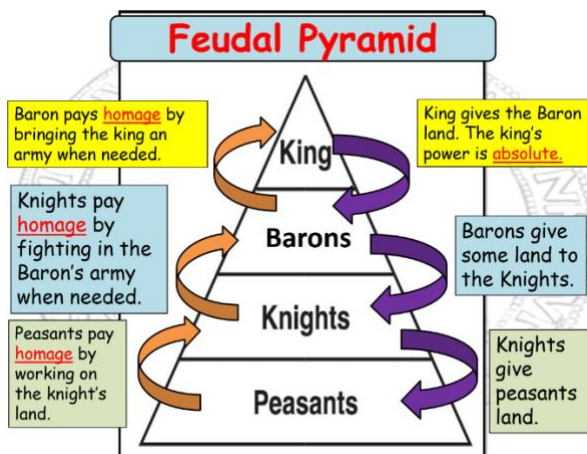 Feudal Pyramid
Baron pays homage by
bringing the king an
army when needed.
King gives the Baron
land. The king's
power is absolute.
King
Knights pay
homage by
fighting in the
Baron's army
when needed.
Barons
Barons give
some land to
the Knights.
Knights
Peasants pay
homage by
working on
the knight's
land.
Knights
give
peasants
land.
Peasants